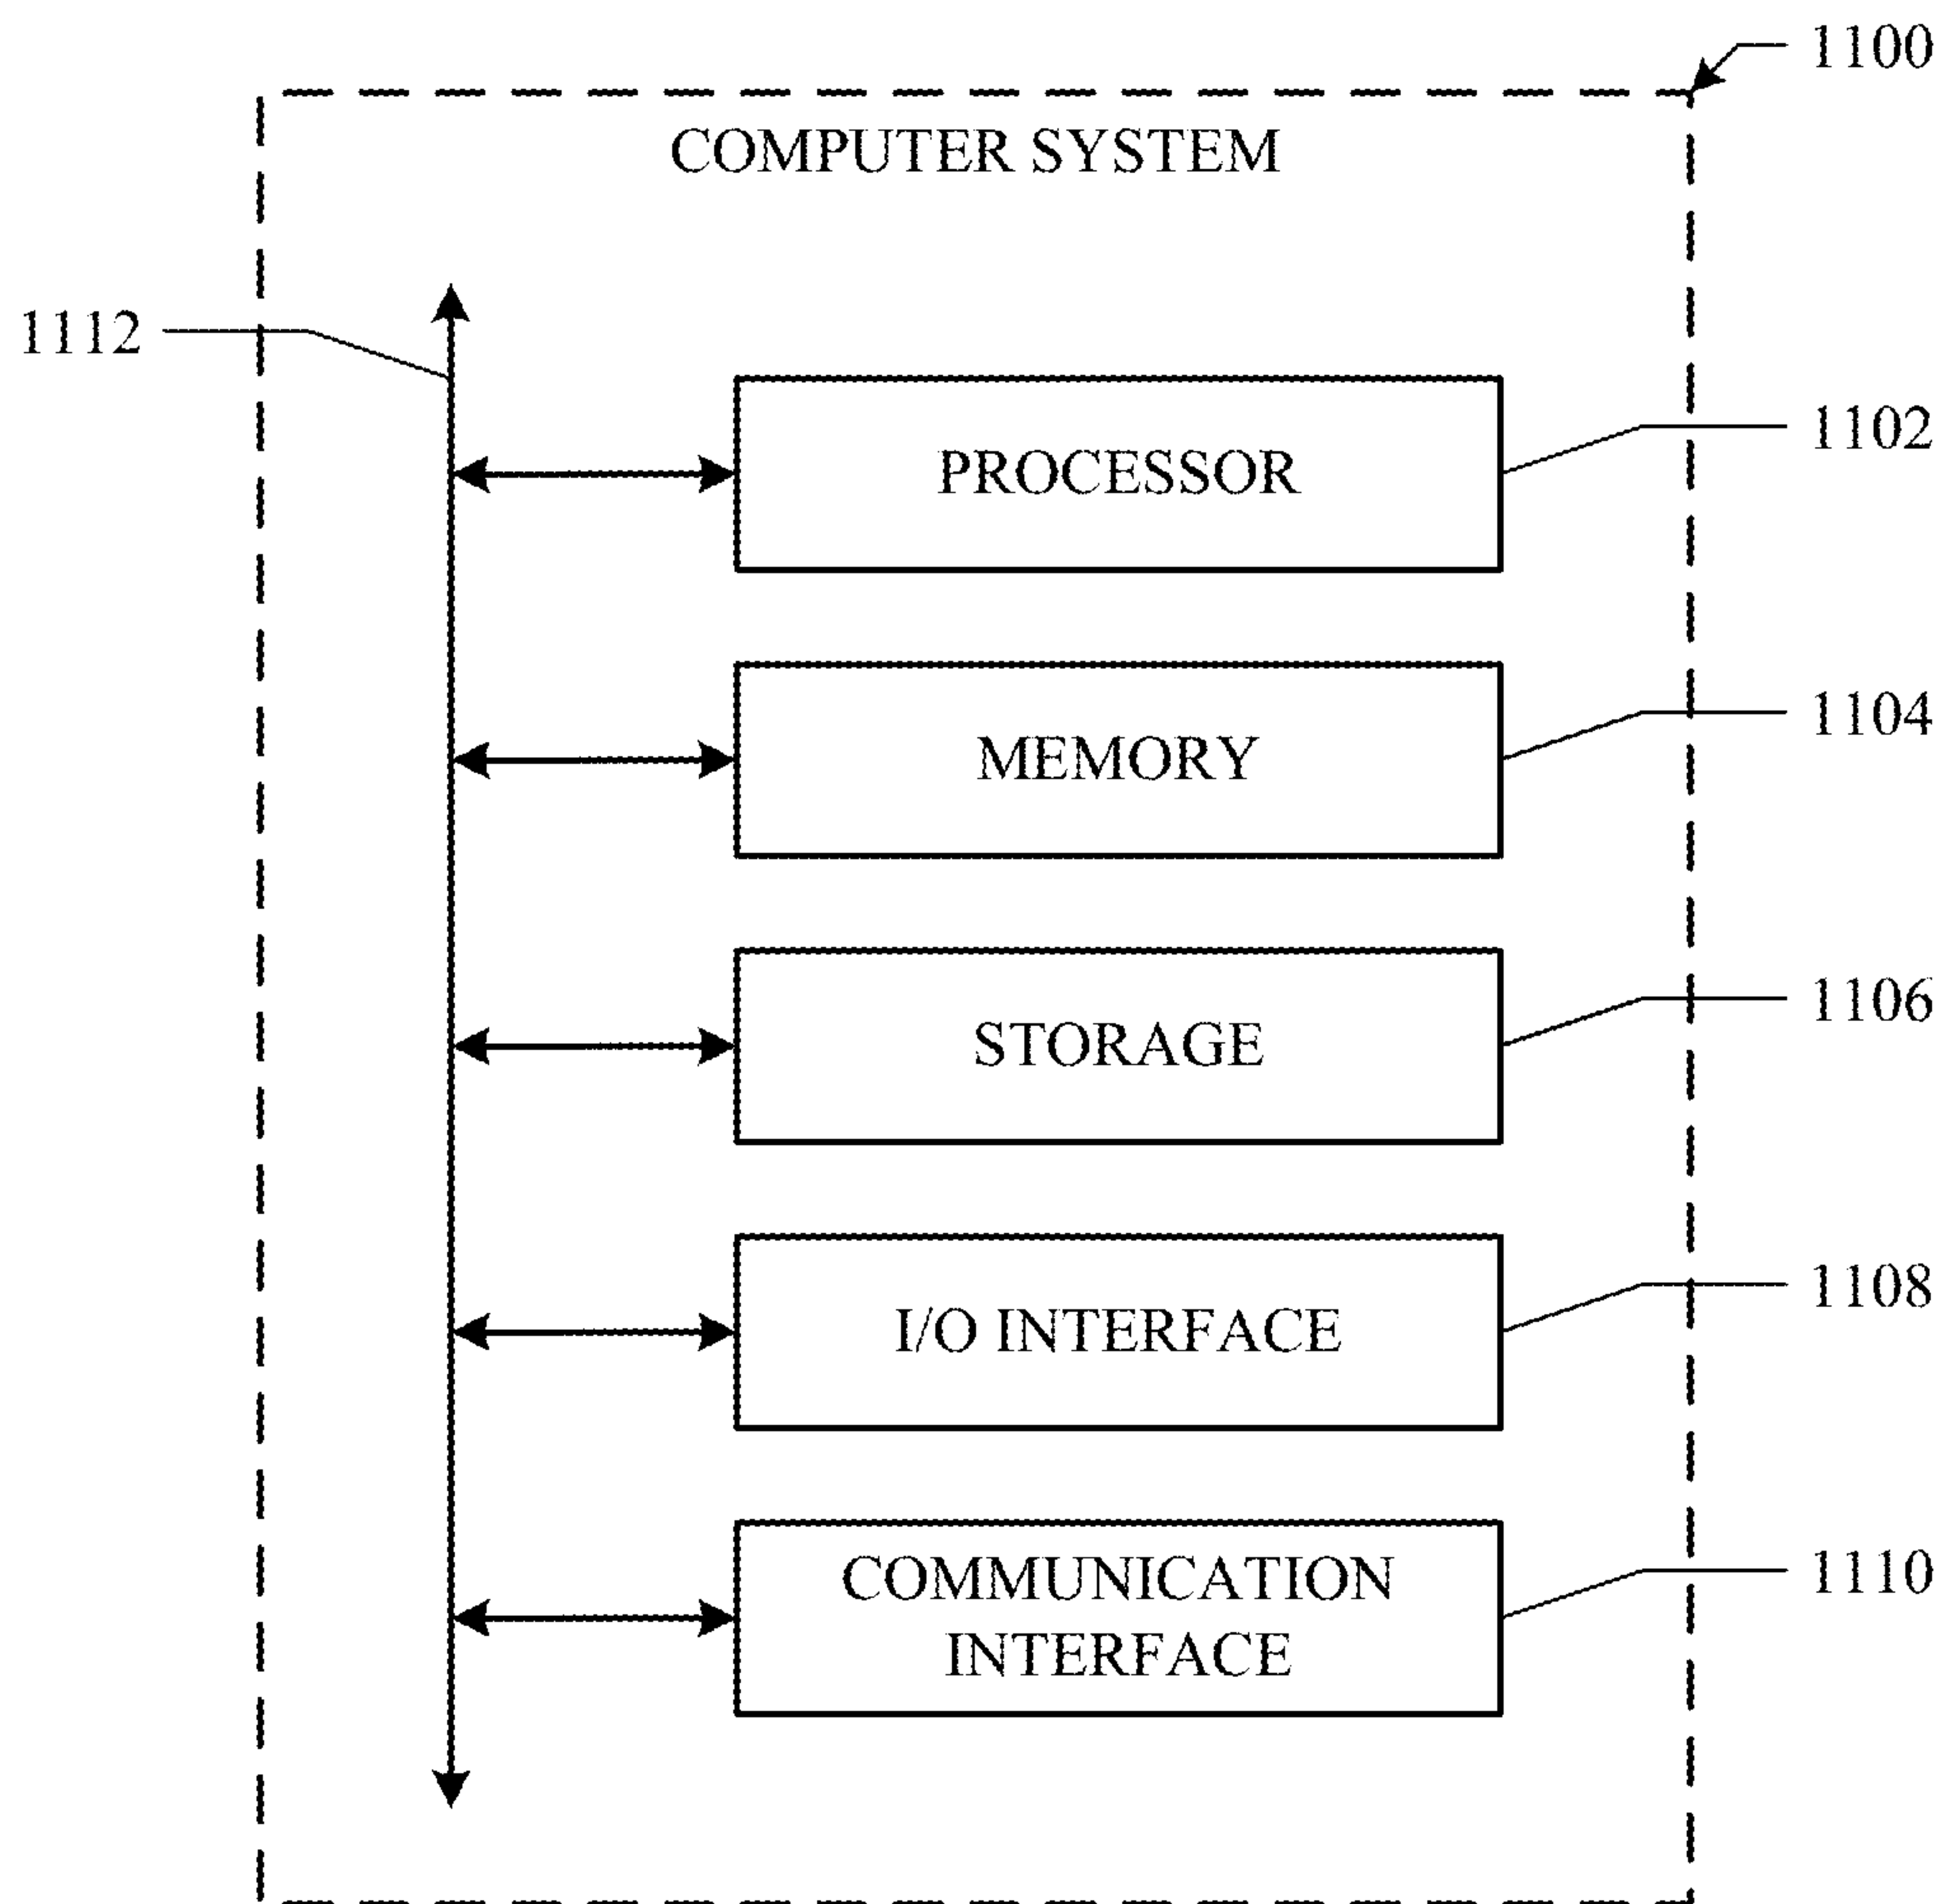 1100
COMPUTER SYSTEM
1112
1102
PROCESSOR
1104
MEMORY
1106
STORAGE
1108
I/O INTERFACE
1110
COMMUNICATION
INTERFACE